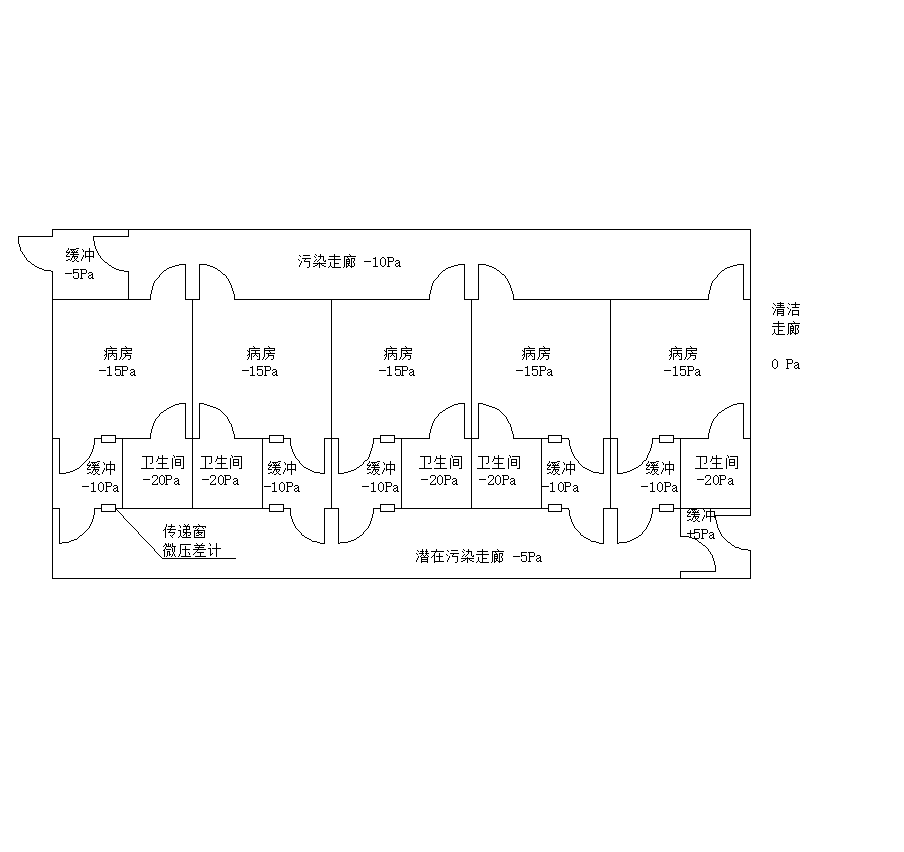 缓冲
-5Pa
污染走廊 -10Pa
清洁
走廊
0 Pa
病房
-15Pa
病房
-15Pa
病房
-15Pa
病房
-15Pa
病房
-15Pa
缓冲
-10Pa
卫生间
-20Pa
卫生间
-20Pa
缓冲
-10Pa
缓冲
-10Pa
卫生间
-20Pa
卫生间
-20Pa
缓冲
-10Pa
缓冲
-10Pa
卫生间
-20Pa
传递窗
微压差计
潜在污染走廊 -5Pa
缓冲
+5Pa